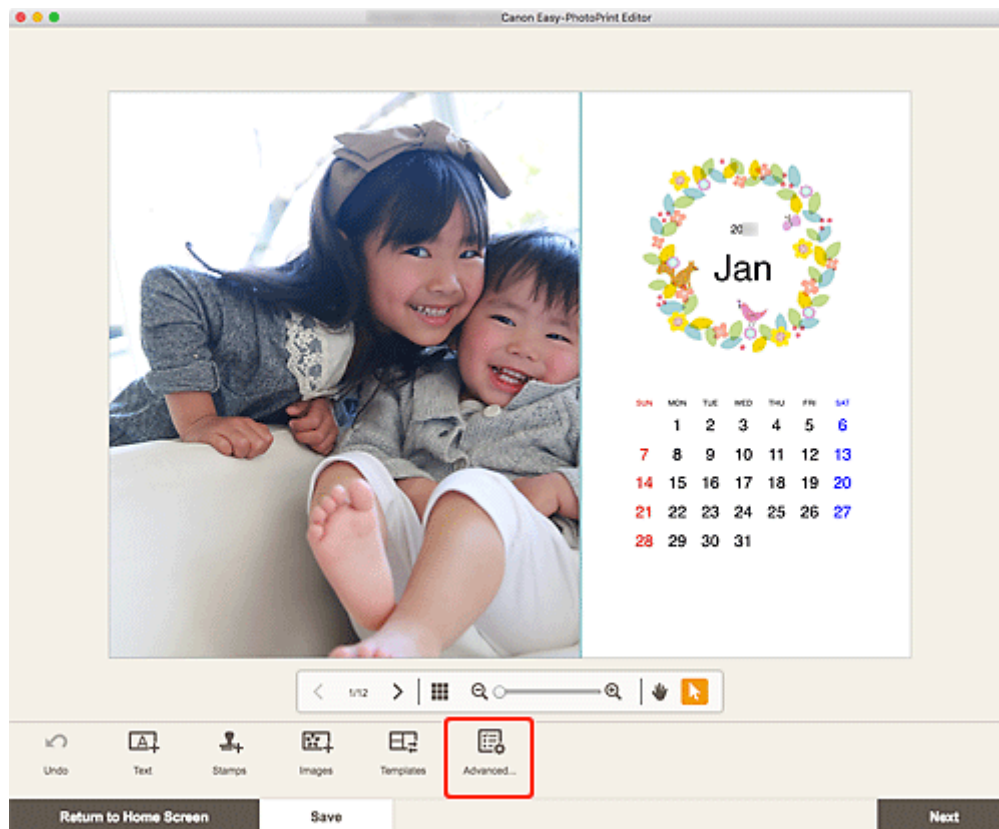 Canon Easy-PhotoPrint Editor
20
Jan
SUN MON TUE WED THU FRI SAT
1 2 3 4 5 6
7 8 9 10 11 12 13
14 15 16 17 18 19 20
21 22 23 24 25 26 27
28 29 30 31
1/12
Undo Text Stamps Images Templates Advanced...
Return to Home Screen Save Next